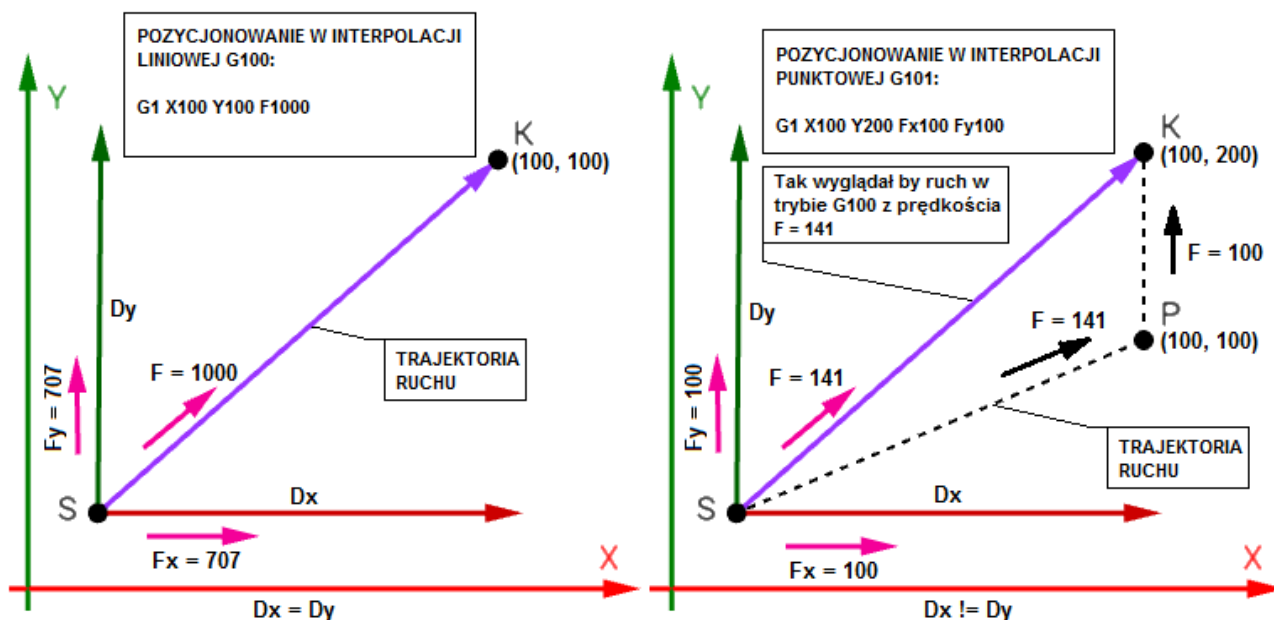 POZYCJONOWANIE W INTERPOLACJI
LINIOWEJ G100:
G1 X100 Y100 F1000
Y
K
(100, 100)
Dy
Fy = 707
F = 1000
TRAJEKTORIA
RUCHU
S
Dx
Fx = 707
X
Dx = Dy
POZYCJONOWANIE W INTERPOLACJI
PUNKTOWEJ G101:
G1 X100 Y200 Fx100 Fy100
Y
K
(100, 200)
Tak wyglądał by ruch w
trybie G100 z prędkościa
F = 141
F = 100
Dy
P
F = 141
(100, 100)
Fy = 100
F = 141
TRAJEKTORIA
RUCHU
S
Dx
Fx = 100
X
Dx != Dy